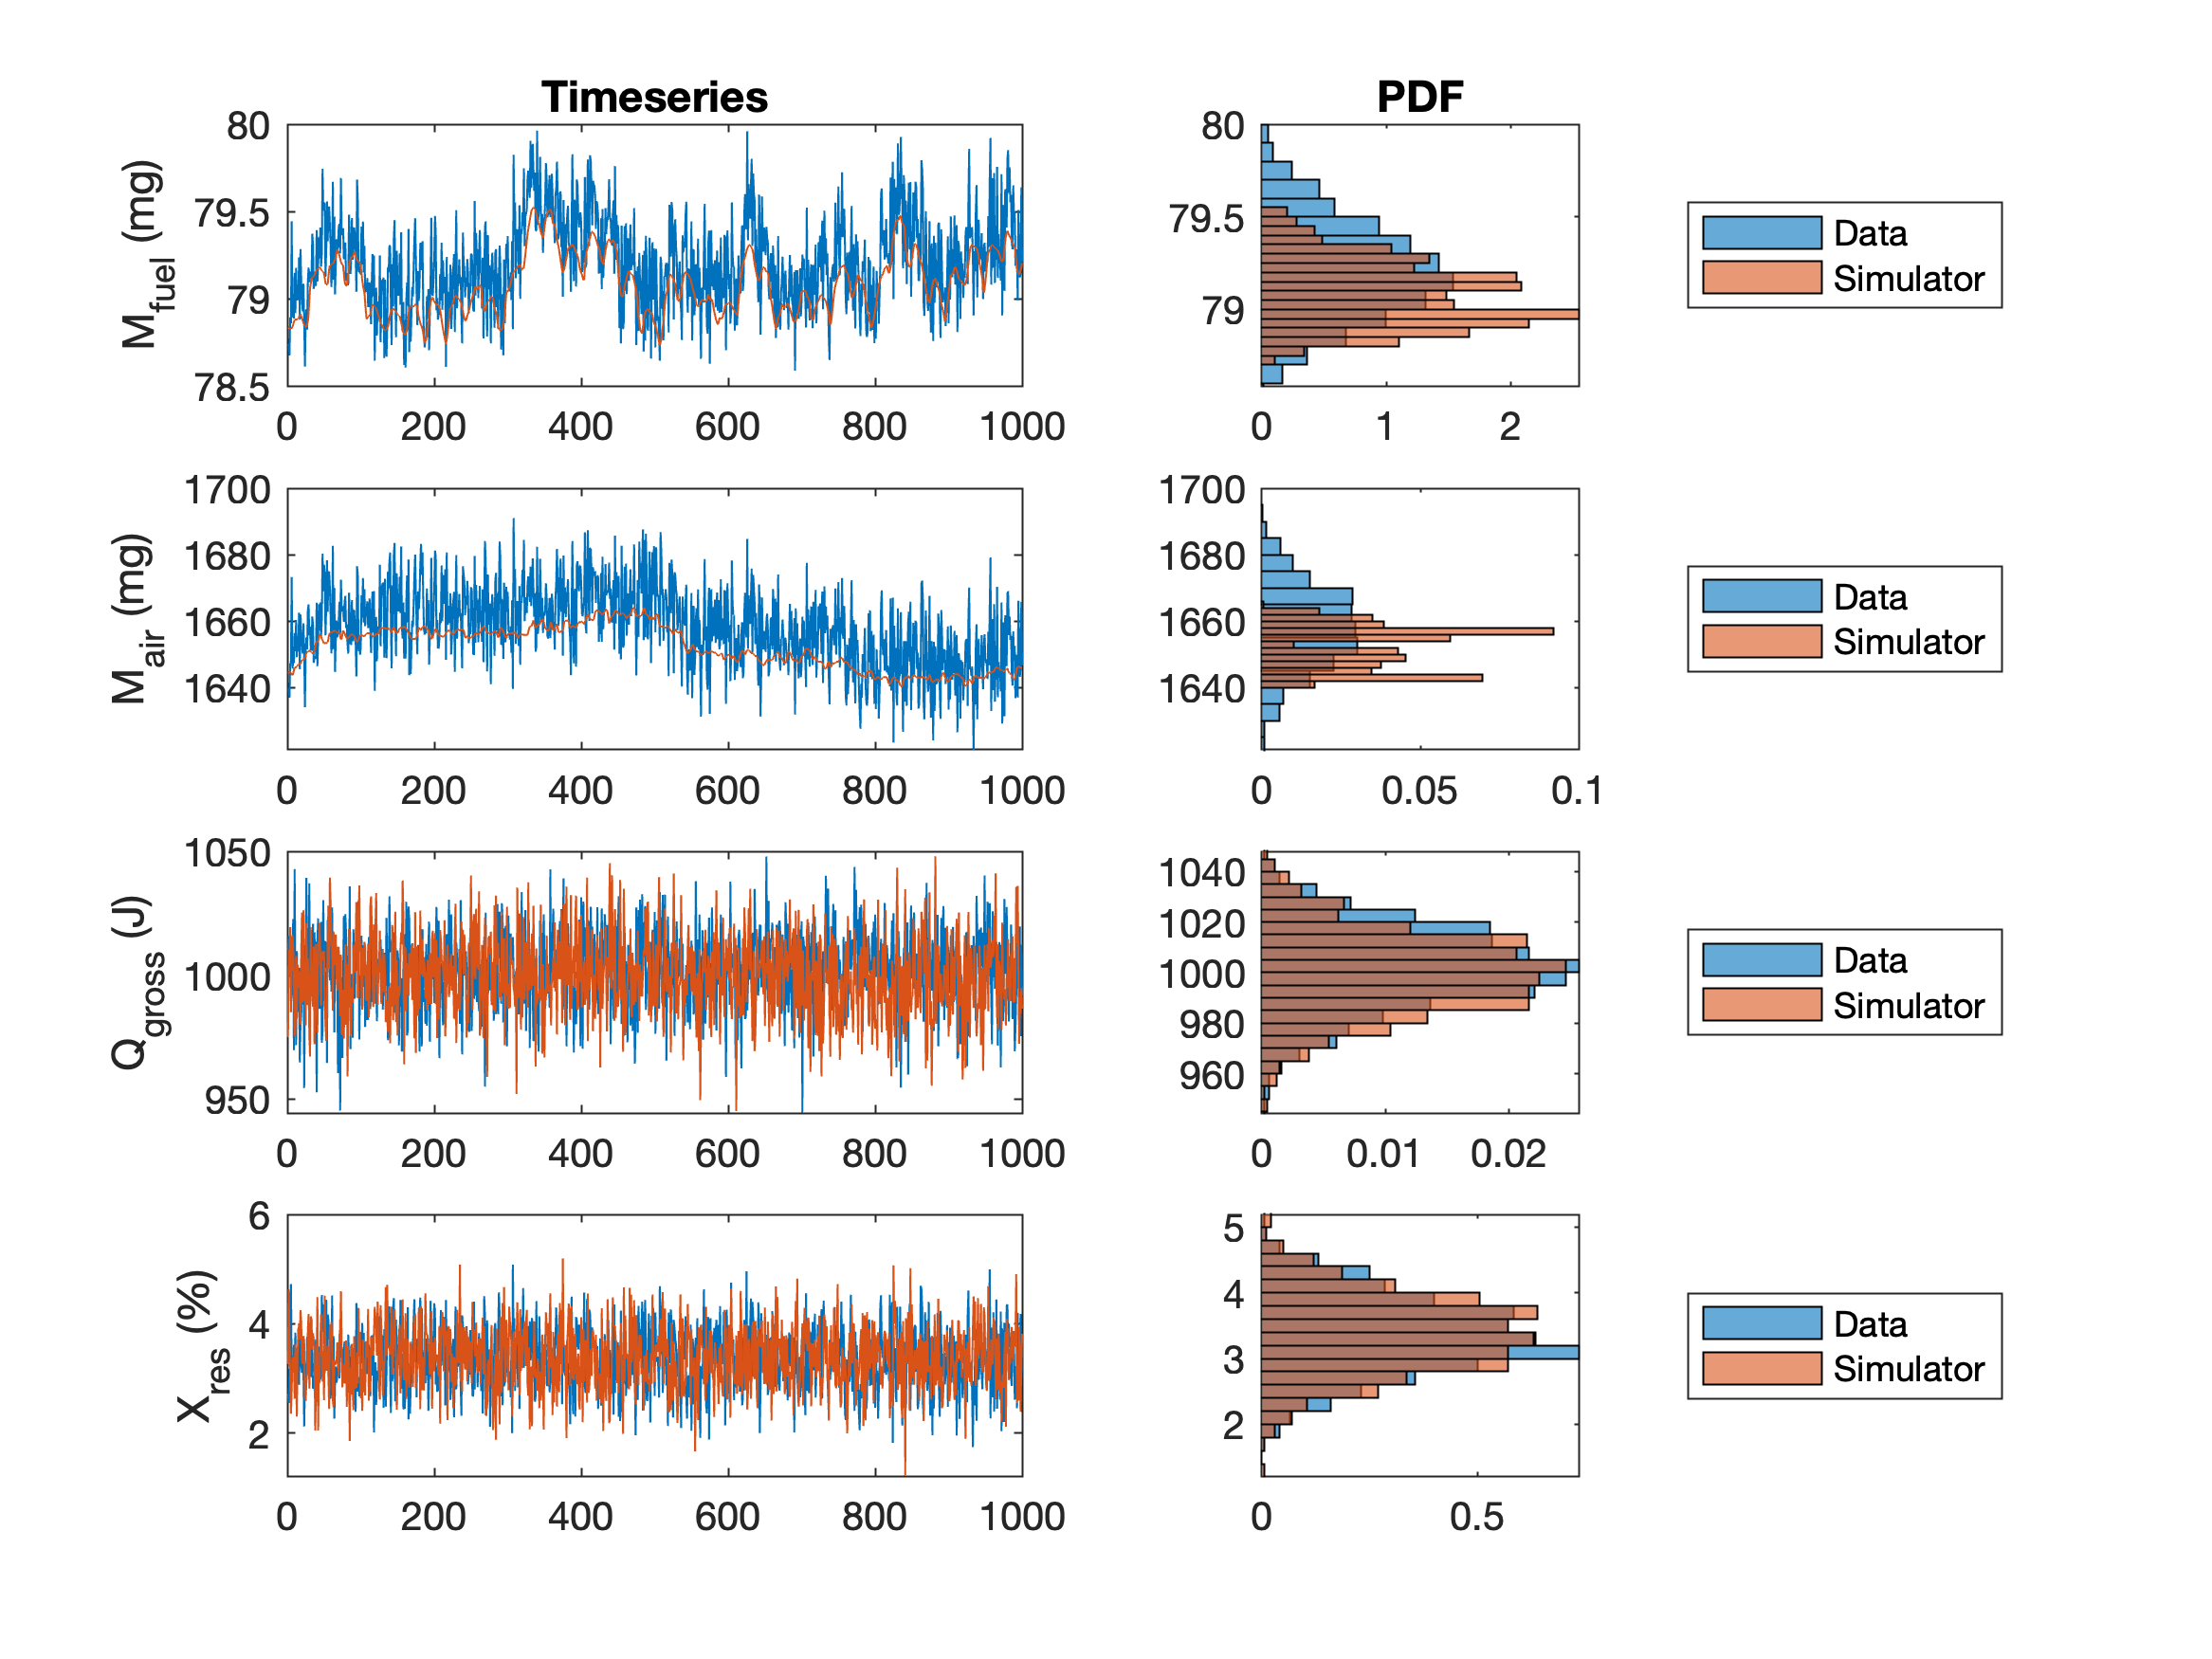 Timeseries
PDF
M_fuel (mg)
80
79.5
79
78.5
0 200 400 600 800 1000
80
79.5
79
0 1 2
Data
Simulator
M_air (mg)
1700
1680
1660
1640
0 200 400 600 800 1000
1700
1680
1660
1640
0 0.05 0.1
Data
Simulator
Q_gross (J)
1050
1000
950
0 200 400 600 800 1000
1040
1020
1000
980
960
0 0.01 0.02
Data
Simulator
X_res (%)
6
4
2
0 200 400 600 800 1000
5
4
3
2
0 0.5
Data
Simulator